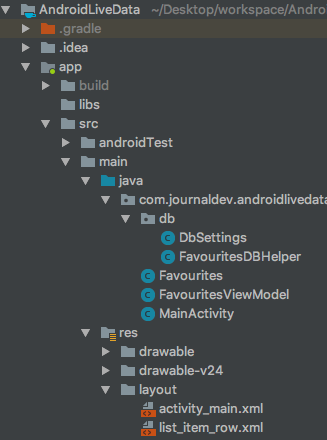 AndroidLiveData ~/Desktop/workspace/Andro
.gradle
.idea
app
build
libs
src
androidTest
main
java
com.journaldev.androidlivedata
db
DbSettings
FavouritesDBHelper
Favourites
FavouritesViewModel
MainActivity
res
drawable
drawable-v24
layout
activity_main.xml
list_item_row.xml